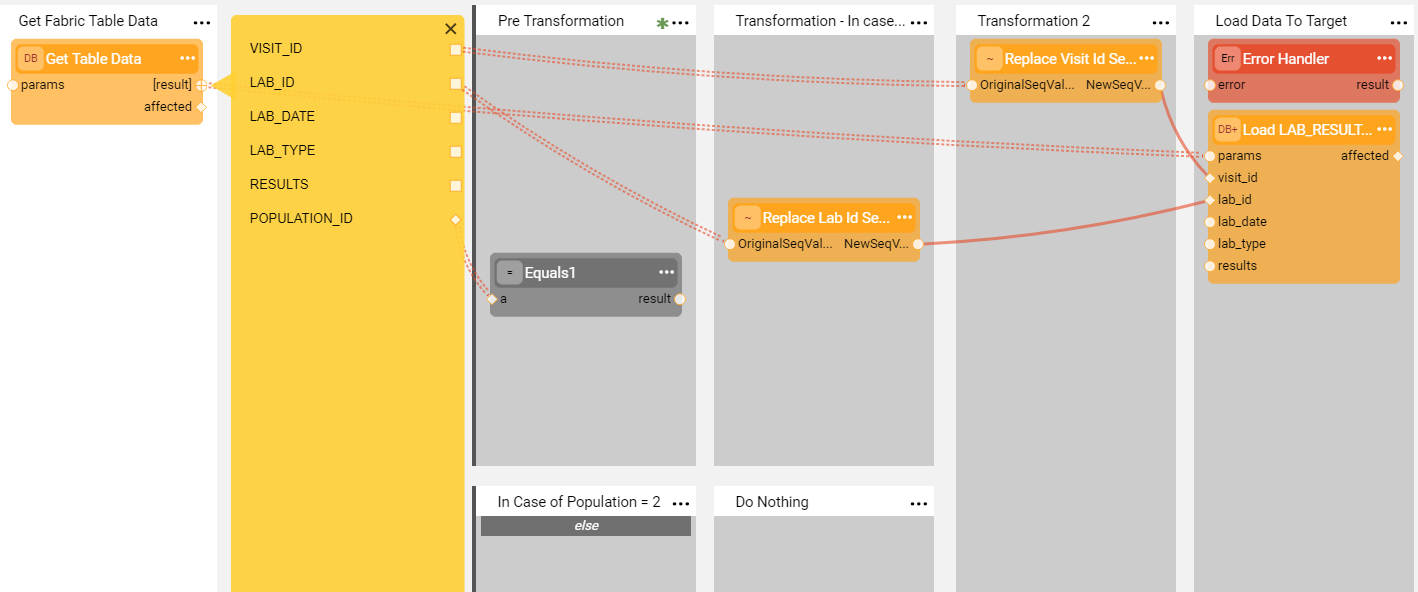 Get Fabric Table Data
...
DB Get Table Data ...
params [result]
affected
VISIT_ID
LAB_ID
LAB_DATE
LAB_TYPE
RESULTS
POPULATION_ID
Pre Transformation * ...
= Equals1 ...
a result
Transformation - In case... ...
~ Replace Lab Id Se... ...
OriginalSeqVal... NewSeqV...
Transformation 2 ...
~ Replace Visit Id Se... ...
OriginalSeqVal... NewSeqV...
Load Data To Target ...
Err Error Handler ...
error result
DB+ Load LAB_RESULT... ...
params affected
visit_id
lab_id
lab_date
lab_type
results
In Case of Population = 2 ...
else
Do Nothing ...